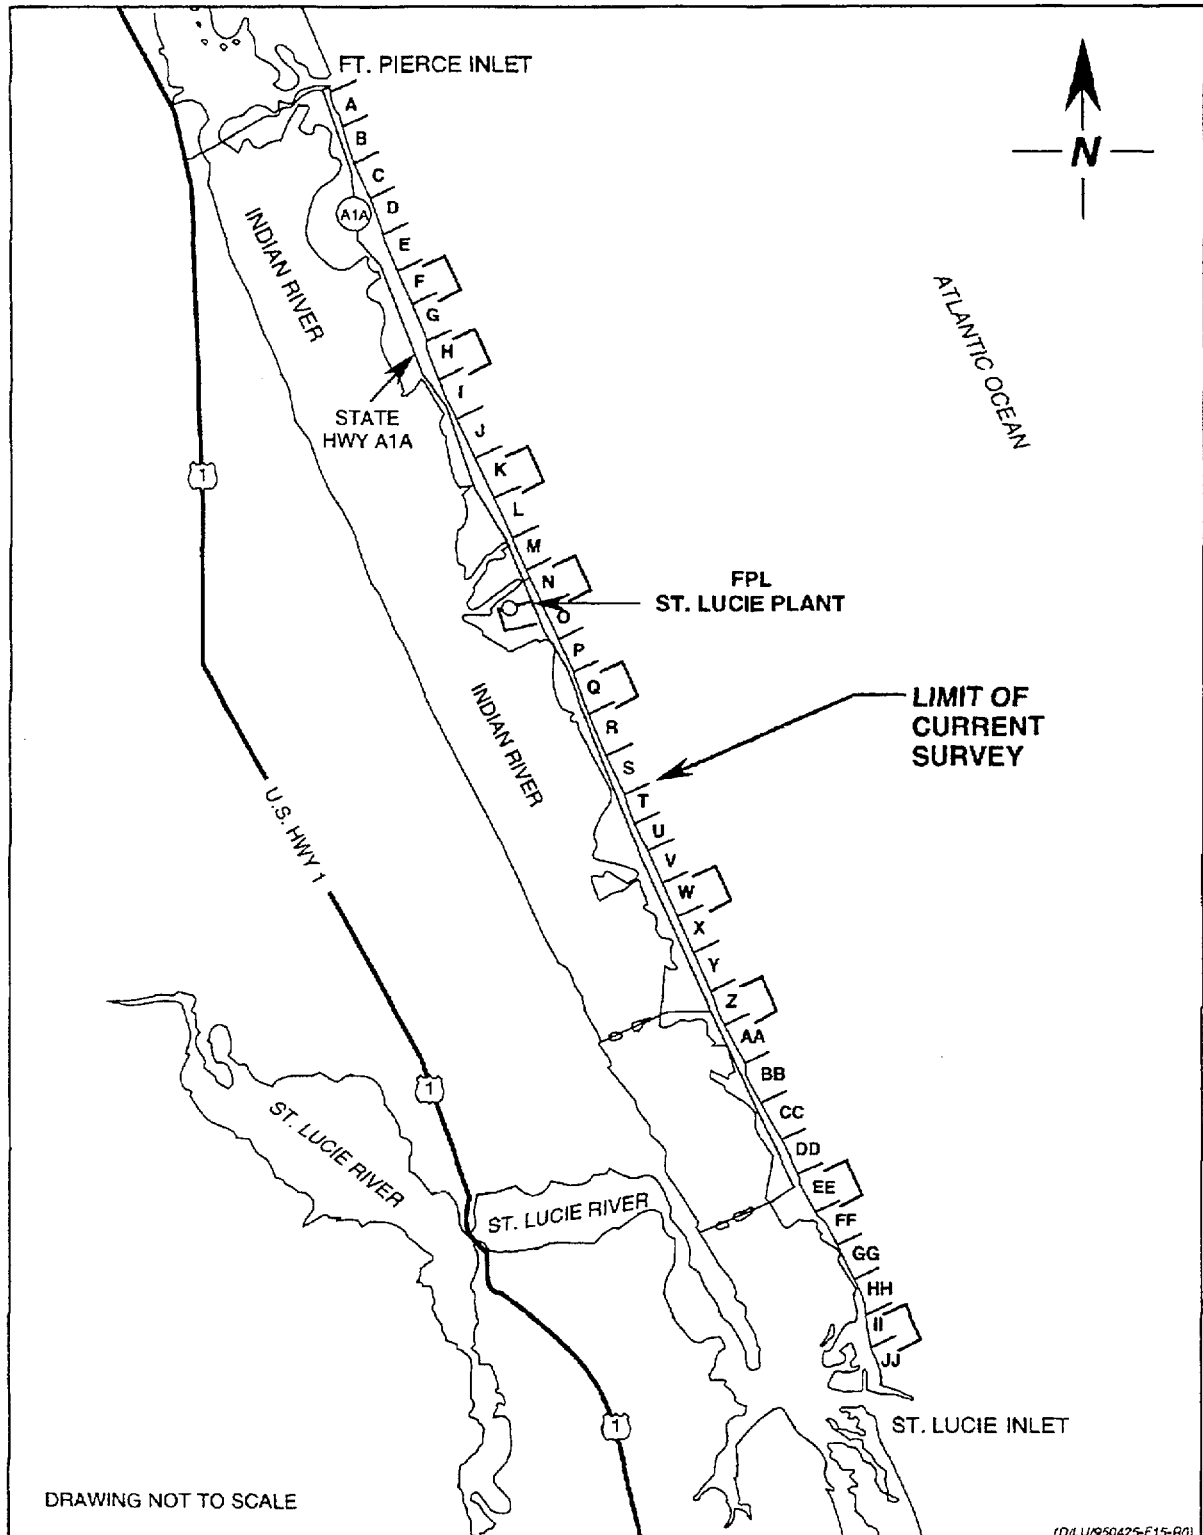 FT. PIERCE INLET
A
B
C
D
E
F
G
H
I
J
K
L
M
N
O
P
Q
R
S
T
U
V
W
X
Y
Z
AA
BB
CC
DD
EE
FF
GG
HH
II
JJ
N
A1A
INDIAN RIVER
ATLANTIC OCEAN
STATE
HWY A1A
1
FPL
ST. LUCIE PLANT
INDIAN RIVER
LIMIT OF
CURRENT
SURVEY
U.S. HWY 1
1
ST. LUCIE RIVER
ST. LUCIE RIVER
1
ST. LUCIE INLET
DRAWING NOT TO SCALE